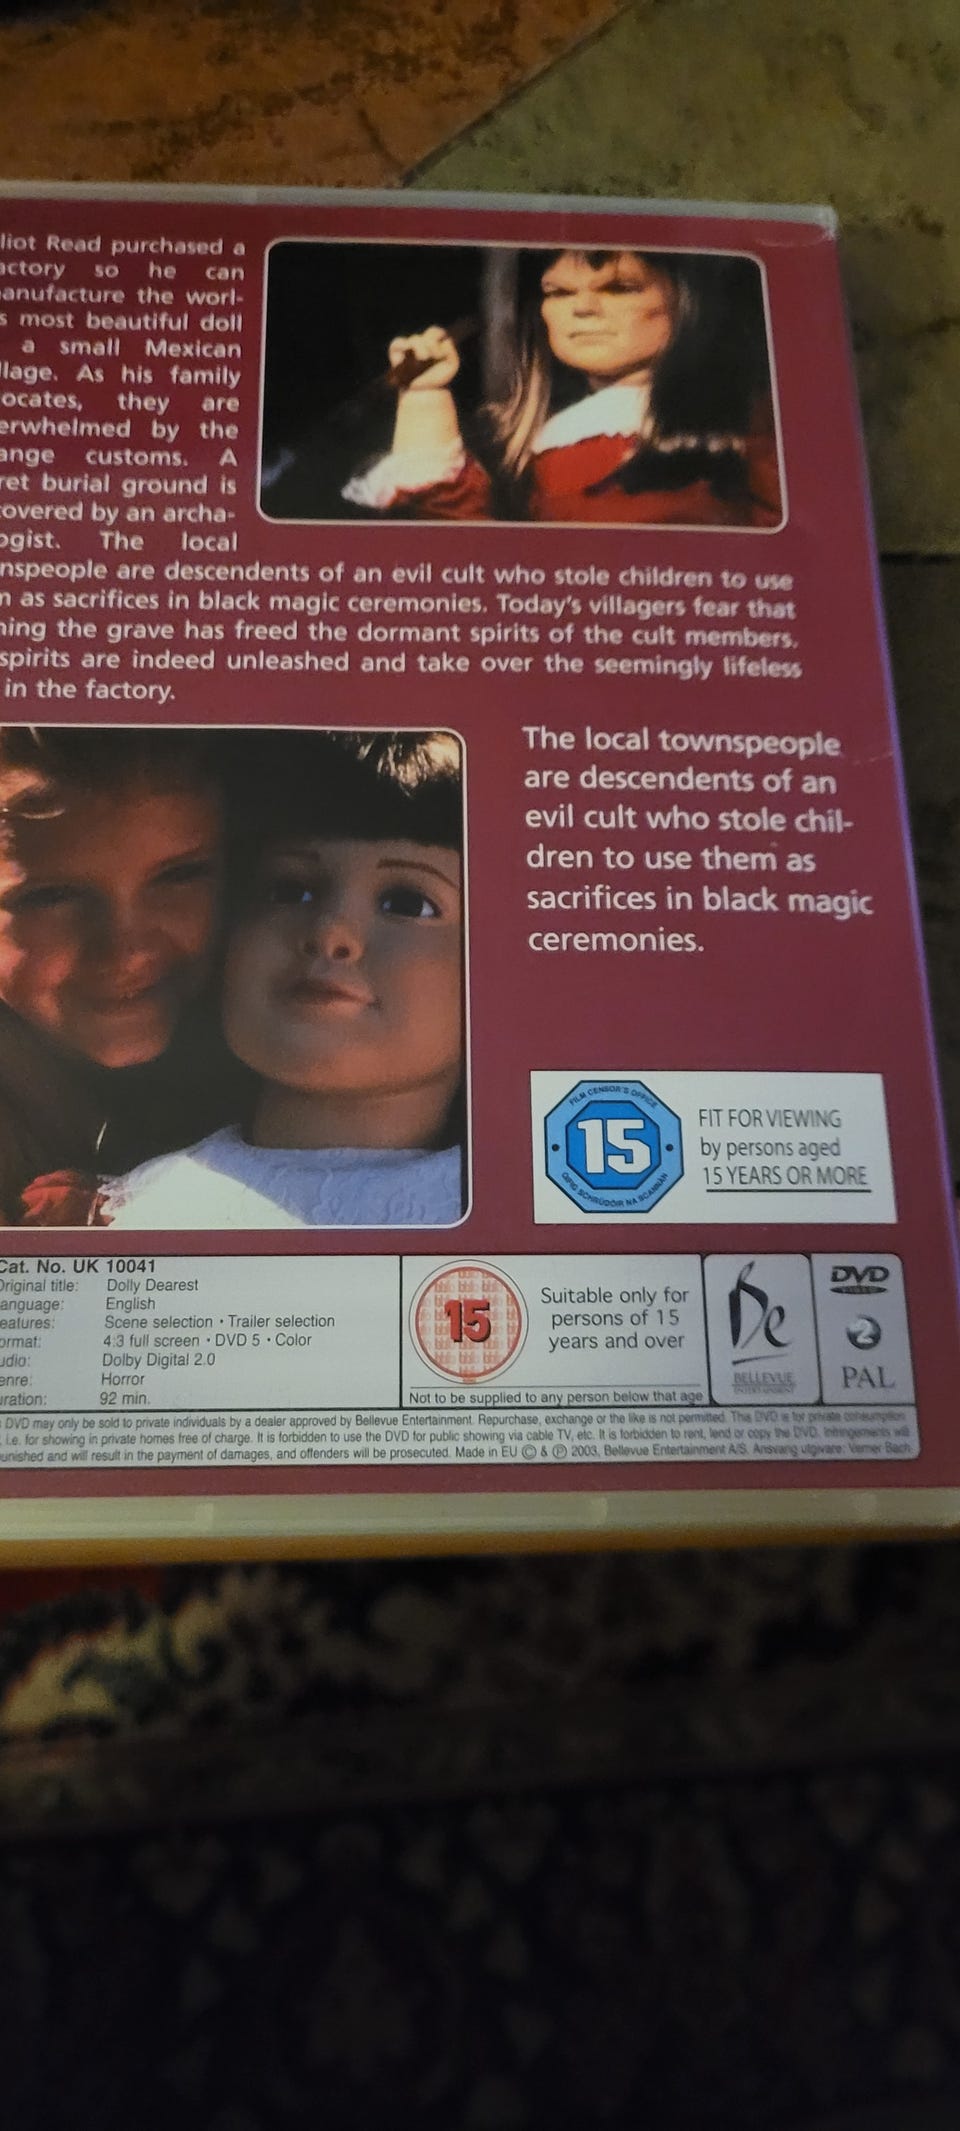 liot Read purchased a
actory so he can
anufacture the worl-
s most beautiful doll
a small Mexican
llage. As his family
ocates, they are
erwhelmed by the
ange customs. A
ret burial ground is
covered by an archa-
ogist. The local
nspeople are descendents of an evil cult who stole children to use
m as sacrifices in black magic ceremonies. Today's villagers fear that
ning the grave has freed the dormant spirits of the cult members.
spirits are indeed unleashed and take over the seemingly lifeless
in the factory.
The local townspeople
are descendents of an
evil cult who stole chil-
dren to use them as
sacrifices in black magic
ceremonies.
FILM CENSOR'S OFFICE
15
OIFIG SCRÚDÓIR NA SCANNÁN
FIT FOR VIEWING
by persons aged
15 YEARS OR MORE
Cat. No. UK 10041
Original title: Dolly Dearest
anguage: English
eatures: Scene selection • Trailer selection
ormat: 4:3 full screen • DVD 5 • Color
udio: Dolby Digital 2.0
enre: Horror
uration: 92 min.
15
Suitable only for
persons of 15
years and over
Not to be supplied to any person below that age
Be
BELLEVUE
ENTERTAINMENT
DVD
2
PAL
DVD may only be sold to private individuals by a dealer approved by Bellevue Entertainment. Repurchase, exchange or the like is not permitted. This DVD is for private consumption
i.e. for showing in private homes free of charge. It is forbidden to use the DVD for public showing via cable TV, etc. It is forbidden to rent, lend or copy the DVD. Infringements will
unished and will result in the payment of damages, and offenders will be prosecuted. Made in EU © & ℗ 2003, Bellevue Entertainment A/S. Ansvarig utgivare: Verner Bach